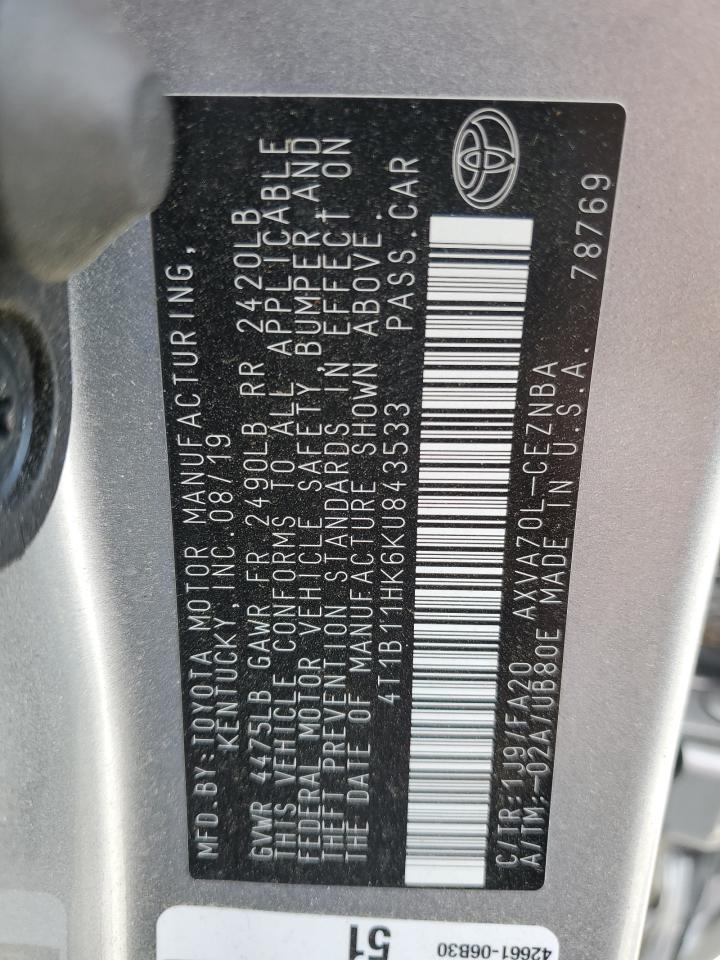 MFD.BY:TOYOTA MOTOR MANUFACTURING,
KENTUCKY,INC.08/19
GVWR 4475LB GAWR FR 2490LB RR 2420LB
THIS VEHICLE CONFORMS TO ALL APPLICABLE
FEDERAL MOTOR VEHICLE SAFETY, BUMPER AND
THEFT PREVENTION STANDARDS IN EFFECT ON
THE DATE OF MANUFACTURE SHOWN ABOVE.
4T1B11HK6KU843533 PASS.CAR
C/TR:1J9/FA20 AXVA70L-CEZNBA
A/TM:-02A/UB80E MADE IN U.S.A. 78769
51
42661-06B30